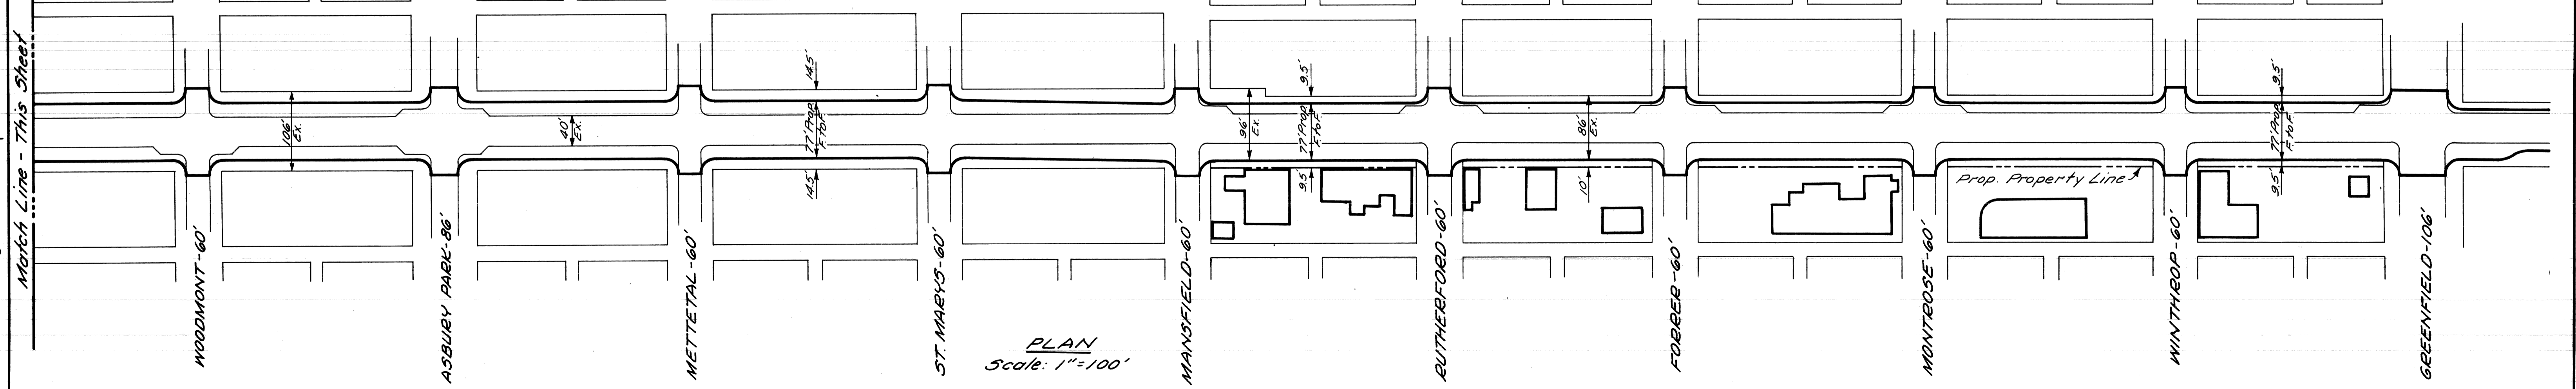 Match Line - This Sheet
106'
Ex.
40'
Ex.
14.5'
77' Prop.
F. to F.
14.5'
96'
Ex.
9.5'
77' Prop.
F. to F.
9.5'
86'
Ex.
10'
Prop. Property Line
9.5'
77' Prop.
F. to F.
9.5'
WOODMONT-60'
ASBURY PARK-86'
METTETAL-60'
ST. MARYS-60'
MANSFIELD-60'
RUTHERFORD-60'
FORRER-60'
MONTROSE-60'
WINTHROP-60'
GREENFIELD-106'
PLAN
Scale: 1"=100'